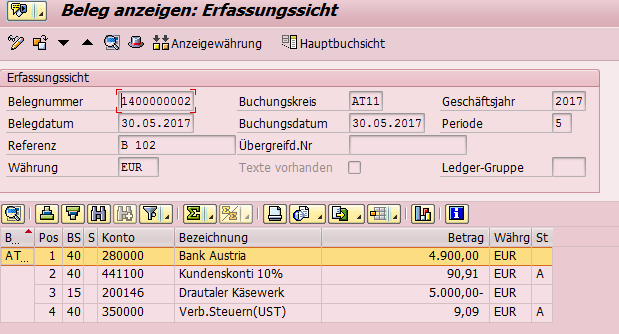 Beleg anzeigen: Erfassungssicht
Anzeigewährung Hauptbuchsicht
Erfassungssicht
Belegnummer 1400000002 Buchungskreis AT11 Geschäftsjahr 2017
Belegdatum 30.05.2017 Buchungsdatum 30.05.2017 Periode 5
Referenz B 102 Übergreifd.Nr
Währung EUR Texte vorhanden Ledger-Gruppe
B... Pos BS S Konto Bezeichnung Betrag Währg St
AT... 1 40 280000 Bank Austria 4.900,00 EUR
2 40 441100 Kundenskonti 10% 90,91 EUR A
3 15 200146 Drautaler Käsewerk 5.000,00- EUR
4 40 350000 Verb.Steuern(UST) 9,09 EUR A